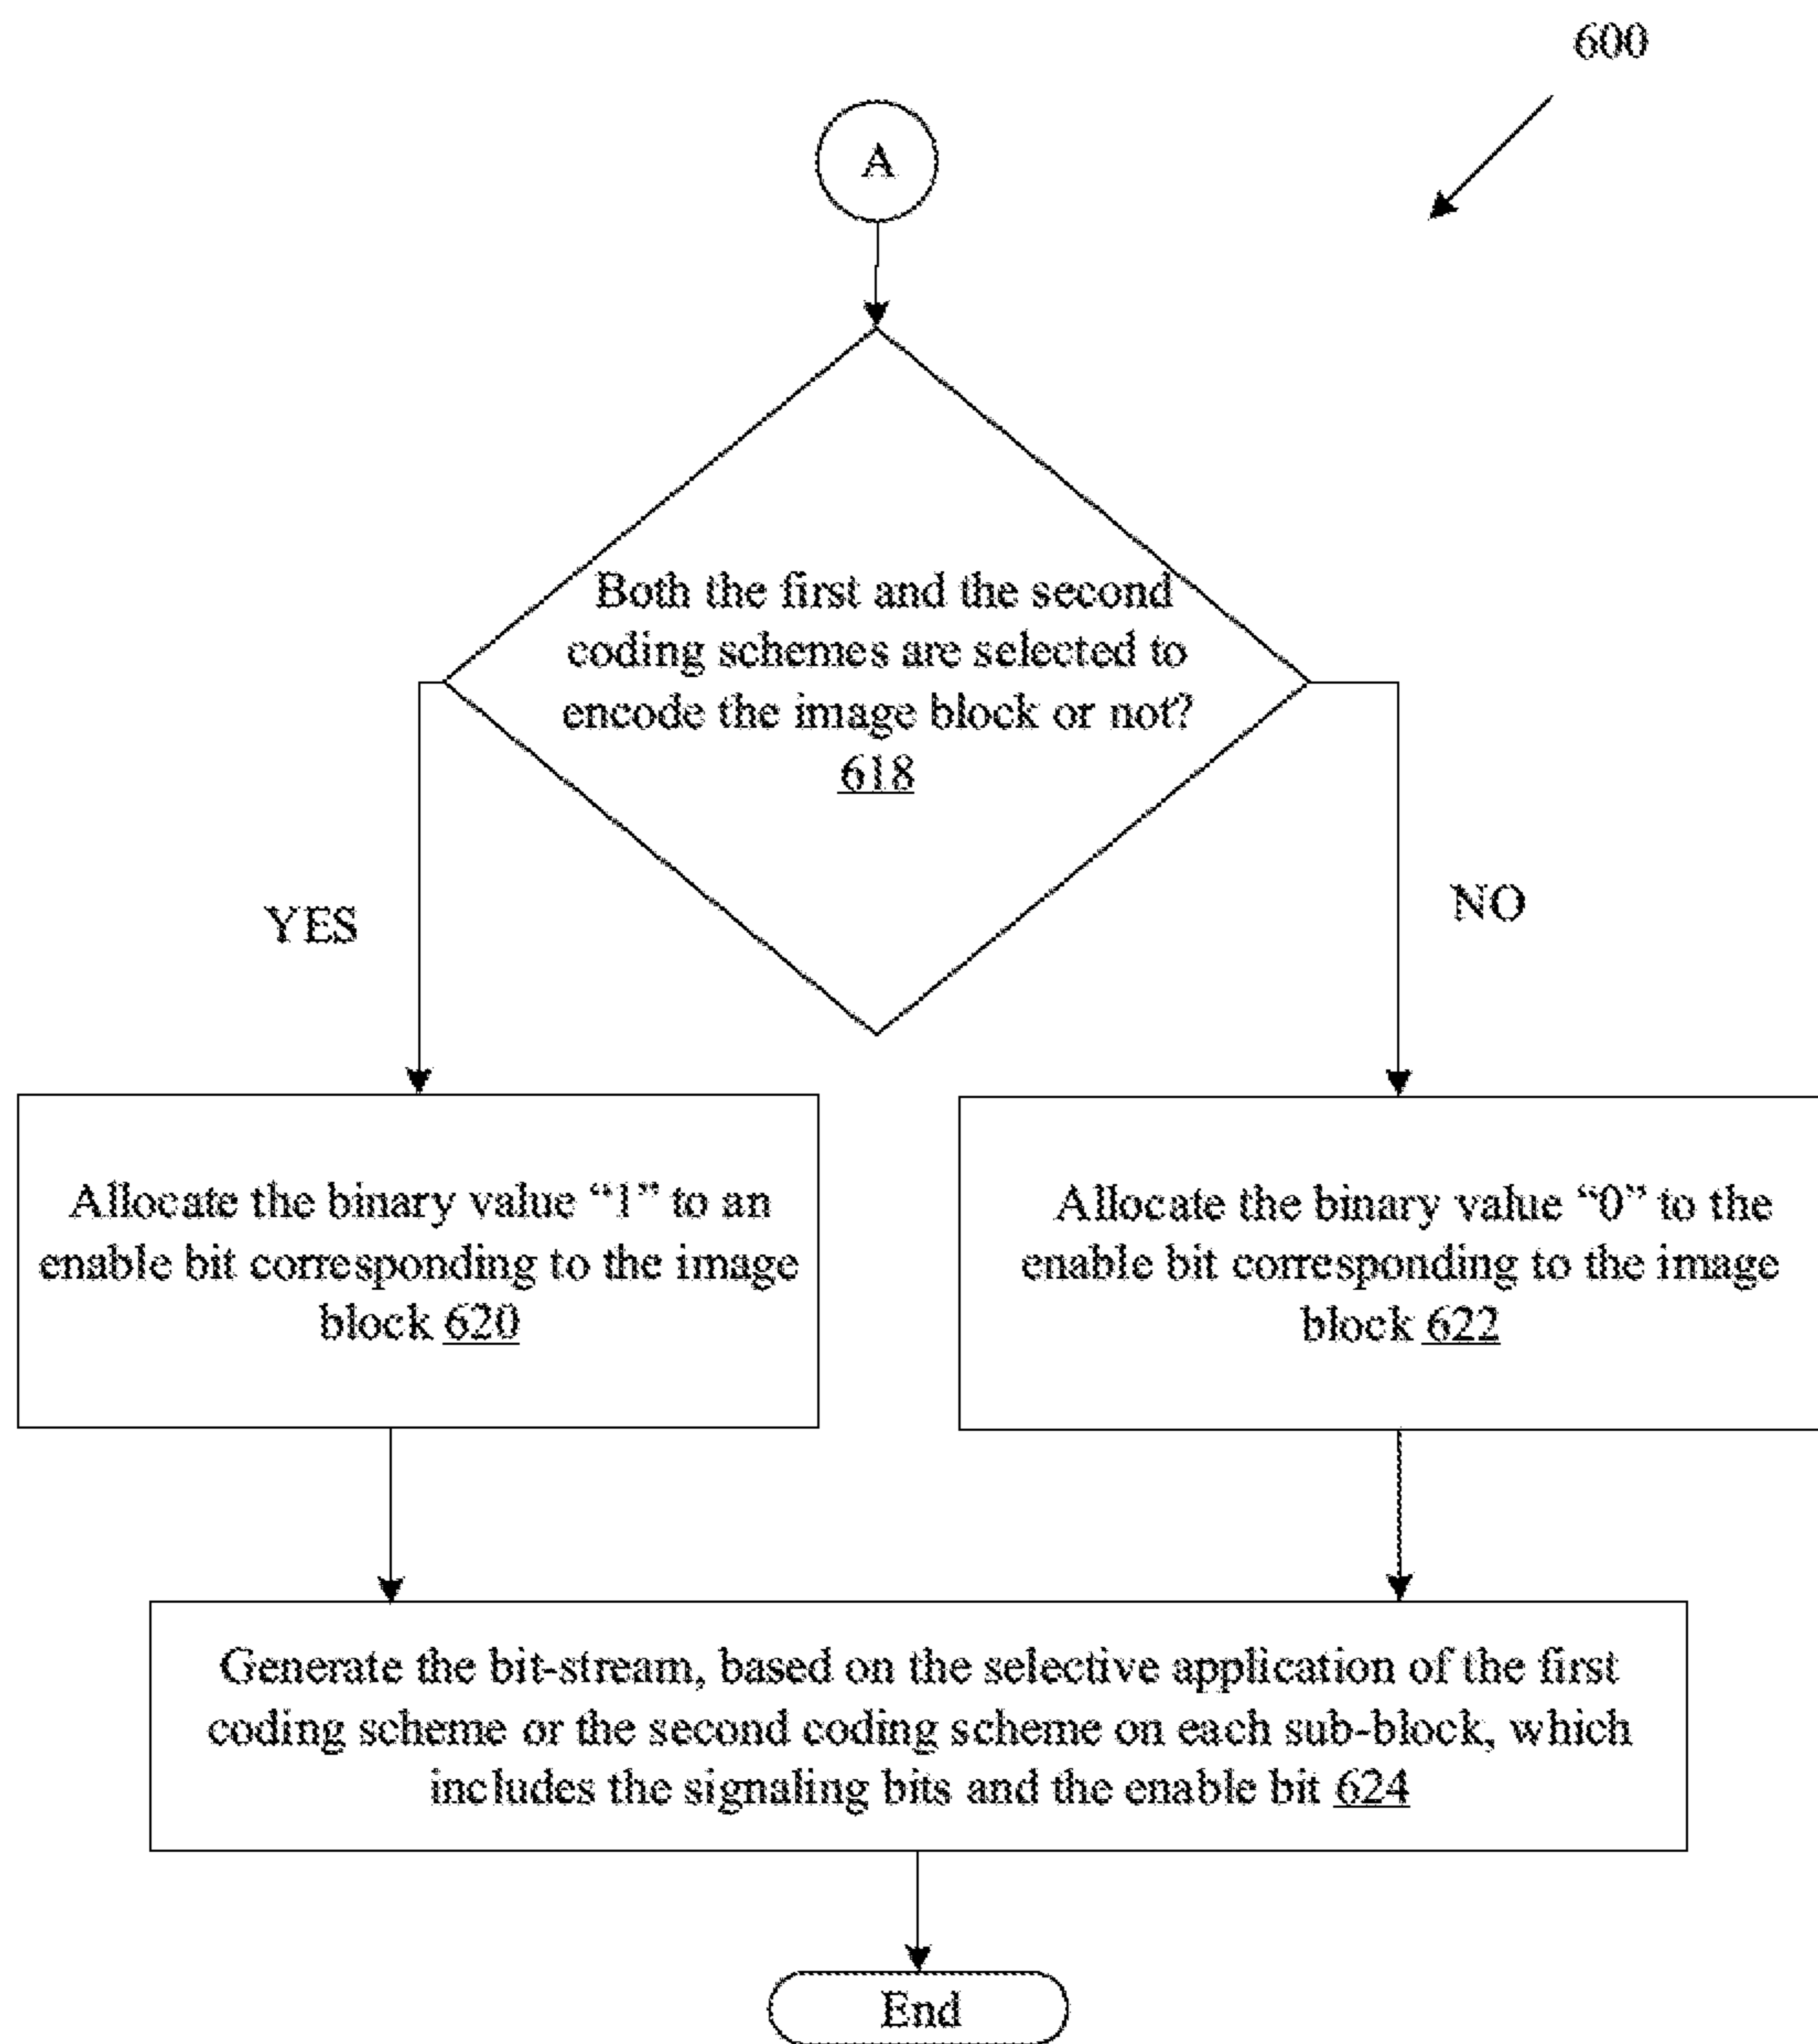 600
A
Both the first and the second
coding schemes are selected to
encode the image block or not?
618
YES
NO
Allocate the binary value “1” to an
enable bit corresponding to the image
block 620
Allocate the binary value “0” to the
enable bit corresponding to the image
block 622
Generate the bit-stream, based on the selective application of the first
coding scheme or the second coding scheme on each sub-block, which
includes the signaling bits and the enable bit 624
End